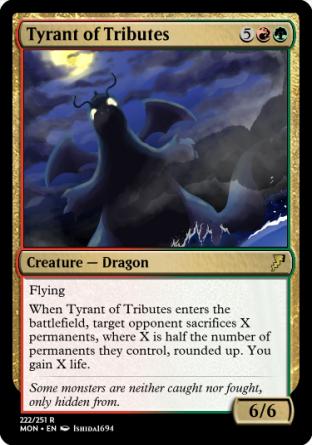 Tyrant of Tributes 5
Creature — Dragon
Flying
When Tyrant of Tributes enters the
battlefield, target opponent sacrifices X
permanents, where X is half the number of
permanents they control, rounded up. You
gain X life.
Some monsters are neither caught nor fought,
only hidden from.
6/6
222/251 R
MON • EN Ishida1694